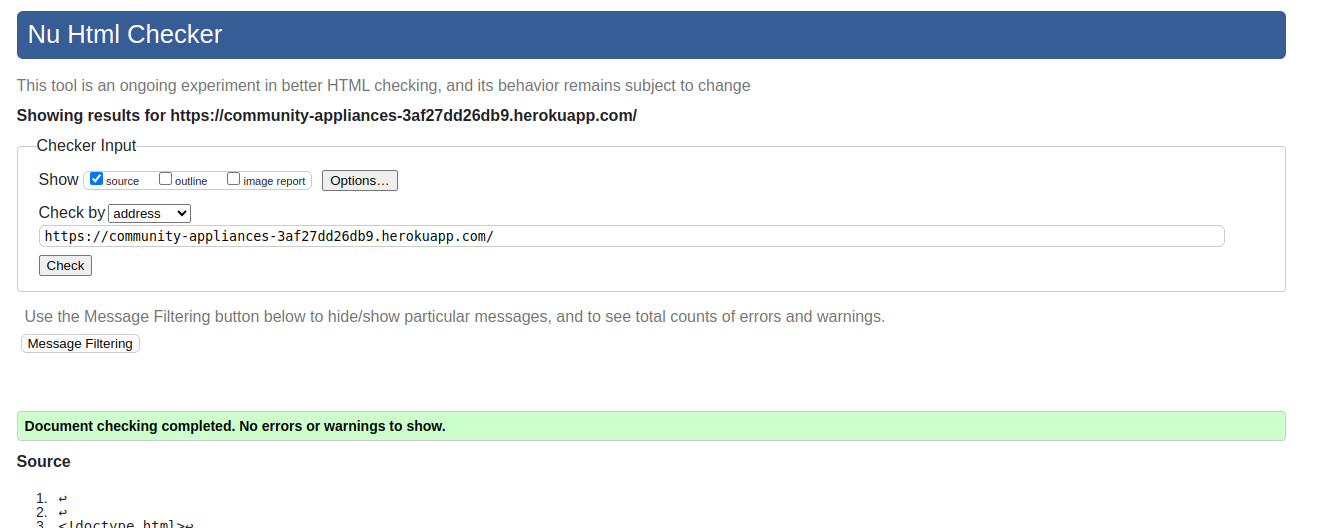 Nu Html Checker
This tool is an ongoing experiment in better HTML checking, and its behavior remains subject to change
Showing results for https://community-appliances-3af27dd26db9.herokuapp.com/
Checker Input
Show source outline image report Options...
Check by address
https://community-appliances-3af27dd26db9.herokuapp.com/
Check
Use the Message Filtering button below to hide/show particular messages, and to see total counts of errors and warnings.
Message Filtering
Document checking completed. No errors or warnings to show.
Source
1. ↩
2. ↩
3. <!doctype html>↩